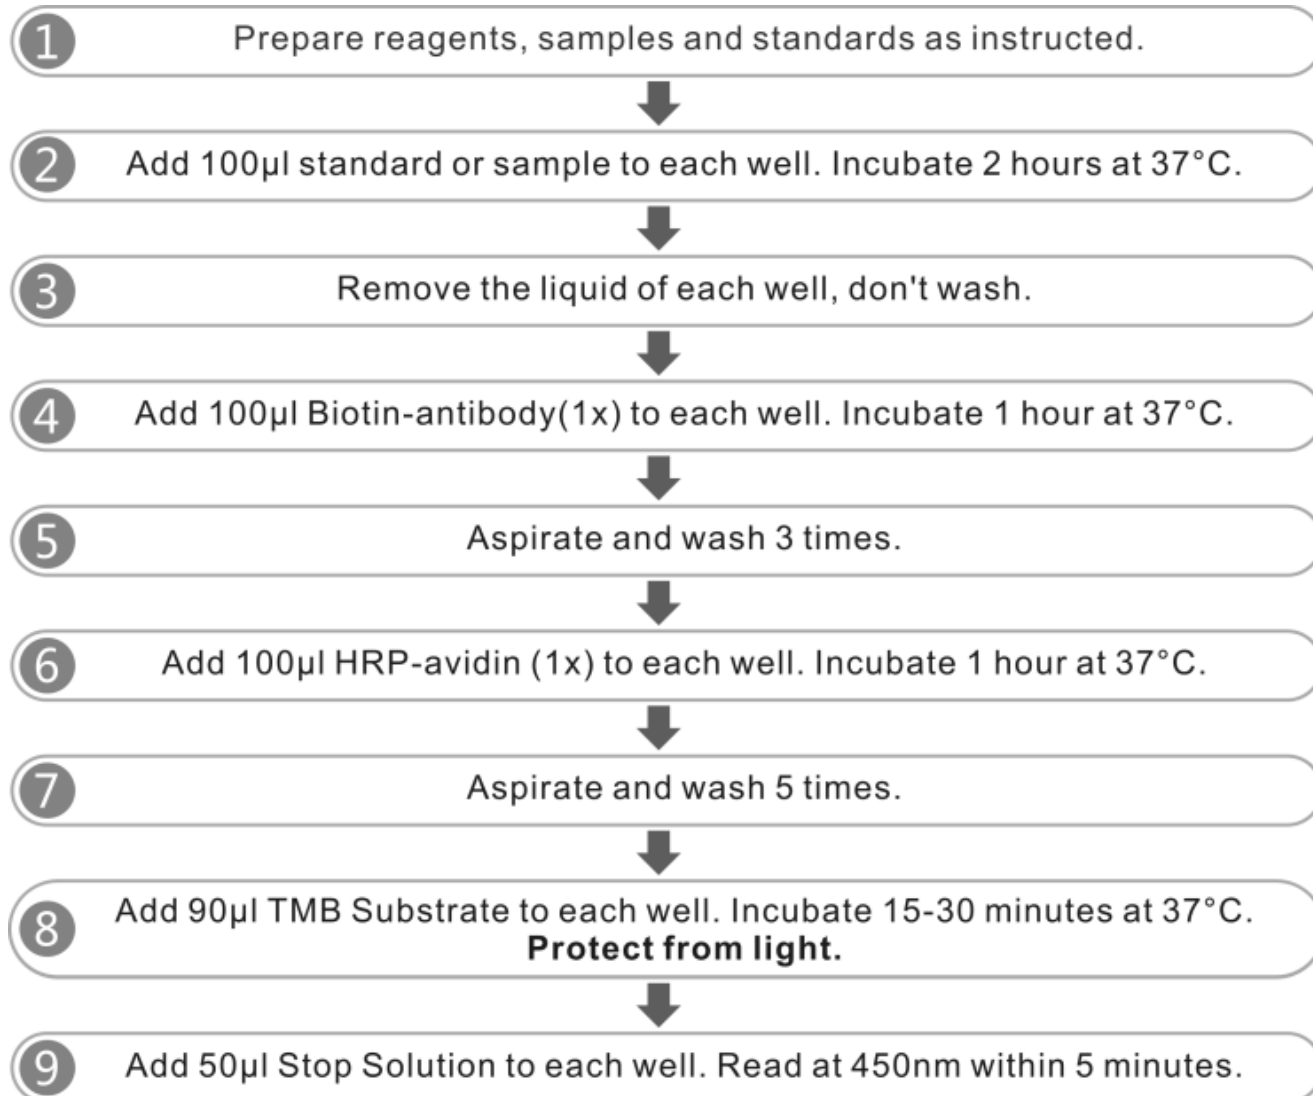 1 Prepare reagents, samples and standards as instructed.
2 Add 100µl standard or sample to each well. Incubate 2 hours at 37°C.
3 Remove the liquid of each well, don't wash.
4 Add 100µl Biotin-antibody(1x) to each well. Incubate 1 hour at 37°C.
5 Aspirate and wash 3 times.
6 Add 100µl HRP-avidin (1x) to each well. Incubate 1 hour at 37°C.
7 Aspirate and wash 5 times.
8 Add 90µl TMB Substrate to each well. Incubate 15-30 minutes at 37°C.
Protect from light.
9 Add 50µl Stop Solution to each well. Read at 450nm within 5 minutes.